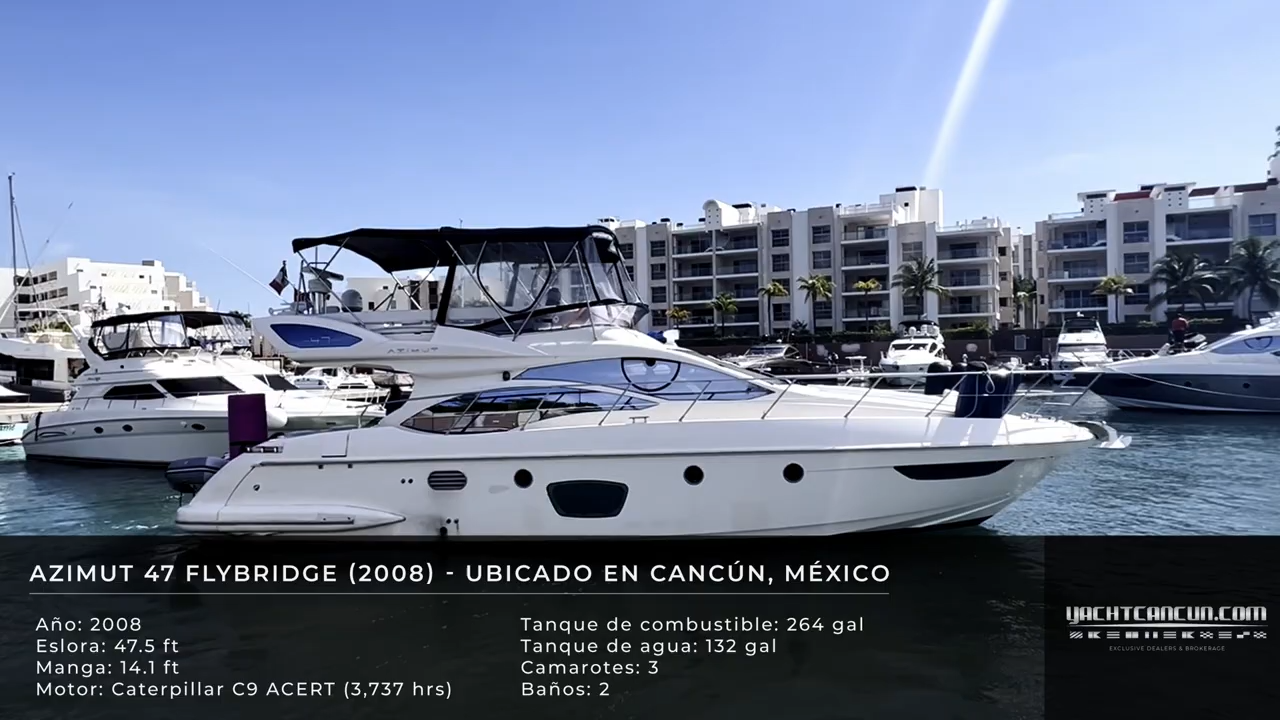 47
AZIMUT
AZIMUT 47 FLYBRIDGE (2008) - UBICADO EN CANCÚN, MÉXICO
Año: 2008
Eslora: 47.5 ft
Manga: 14.1 ft
Motor: Caterpillar C9 ACERT (3,737 hrs)
Tanque de combustible: 264 gal
Tanque de agua: 132 gal
Camarotes: 3
Baños: 2
YACHTCANCUN.COM
EXCLUSIVE DEALERS & BROKERAGE